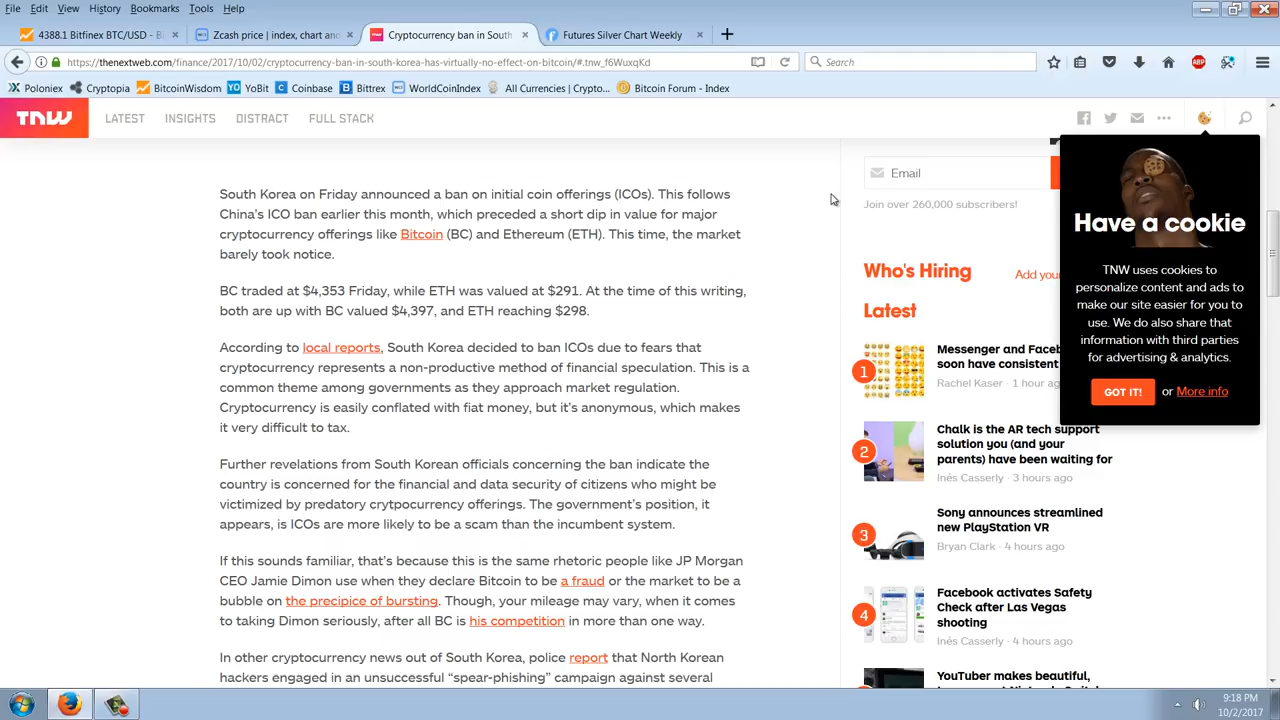 File Edit View History Bookmarks Tools Help
4388.1 Bitfinex BTC/USD - B
Zcash price | index, chart and
Cryptocurrency ban in South
Futures Silver Chart Weekly
https://thenextweb.com/finance/2017/10/02/cryptocurrency-ban-in-south-korea-has-virtually-no-effect-on-bitcoin/#.tnw_f6WuxqKd
Search
Poloniex Cryptopia BitcoinWisdom YoBit Coinbase Bittrex WorldCoinIndex All Currencies | Crypto... Bitcoin Forum - Index
TNW LATEST INSIGHTS DISTRACT FULL STACK
South Korea on Friday announced a ban on initial coin offerings (ICOs). This follows
China's ICO ban earlier this month, which preceded a short dip in value for major
cryptocurrency offerings like Bitcoin (BC) and Ethereum (ETH). This time, the market
barely took notice.
BC traded at $4,353 Friday, while ETH was valued at $291. At the time of this writing,
both are up with BC valued $4,397, and ETH reaching $298.
According to local reports, South Korea decided to ban ICOs due to fears that
cryptocurrency represents a non-productive method of financial speculation. This is a
common theme among governments as they approach market regulation.
Cryptocurrency is easily conflated with fiat money, but it's anonymous, which makes
it very difficult to tax.
Further revelations from South Korean officials concerning the ban indicate the
country is concerned for the financial and data security of citizens who might be
victimized by predatory crytpocurrency offerings. The government's position, it
appears, is ICOs are more likely to be a scam than the incumbent system.
If this sounds familiar, that's because this is the same rhetoric people like JP Morgan
CEO Jamie Dimon use when they declare Bitcoin to be a fraud or the market to be a
bubble on the precipice of bursting. Though, your mileage may vary, when it comes
to taking Dimon seriously, after all BC is his competition in more than one way.
In other cryptocurrency news out of South Korea, police report that North Korean
hackers engaged in an unsuccessful "spear-phishing" campaign against several
Email
Join over 260,000 subscribers!
Who's Hiring
Add your
Latest
1
Messenger and Faceb
soon have consistent
Rachel Kaser · 1 hour ag
2
Chalk is the AR tech support
solution you (and your
parents) have been waiting for
Inés Casserly · 3 hours ago
3
Sony announces streamlined
new PlayStation VR
Bryan Clark · 4 hours ago
4
Facebook activates Safety
Check after Las Vegas
shooting
Inés Casserly · 4 hours ago
YouTuber makes beautiful,
Have a cookie
TNW uses cookies to
personalize content and ads to
make our site easier for you to
use. We do also share that
information with third parties
for advertising & analytics.
GOT IT! or More info
9:18 PM
10/2/2017